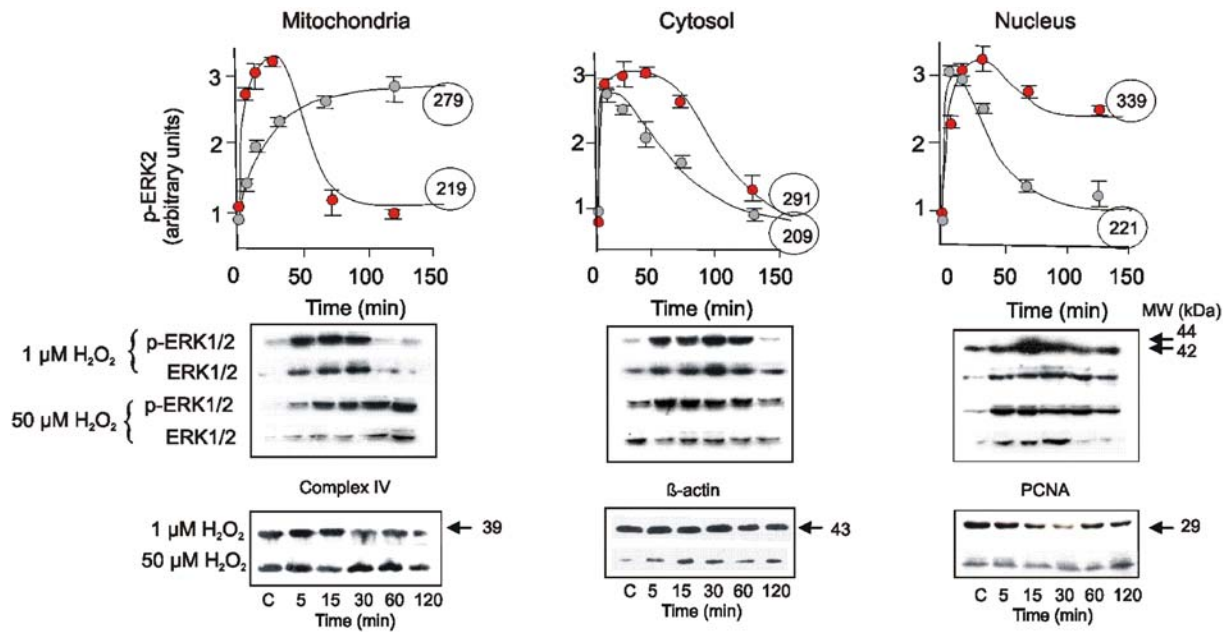 Mitochondria Cytosol Nucleus
p-ERK2
(arbitrary units)
3 2 1
279
219
0 50 100 150
Time (min)
3 2 1
291
209
0 50 100 150
Time (min)
3 2 1
339
221
0 50 100 150
Time (min)
MW (kDa)
1 µM H₂O₂ { p-ERK1/2
ERK1/2
50 µM H₂O₂ { p-ERK1/2
ERK1/2
44
42
Complex IV ß-actin PCNA
1 µM H₂O₂ 39 43 29
50 µM H₂O₂
C 5 15 30 60 120 C 5 15 30 60 120 C 5 15 30 60 120
Time (min) Time (min) Time (min)